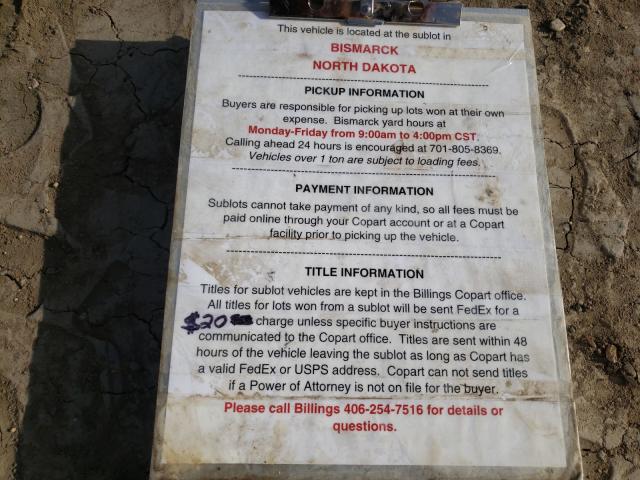 This vehicle is located at the sublot in
BISMARCK
NORTH DAKOTA
PICKUP INFORMATION
Buyers are responsible for picking up lots won at their own
expense. Bismarck yard hours at
Monday-Friday from 9:00am to 4:00pm CST.
Calling ahead 24 hours is encouraged at 701-805-8369.
Vehicles over 1 ton are subject to loading fees.
PAYMENT INFORMATION
Sublots cannot take payment of any kind, so all fees must be
paid online through your Copart account or at a Copart
facility prior to picking up the vehicle.
TITLE INFORMATION
Titles for sublot vehicles are kept in the Billings Copart office.
All titles for lots won from a sublot will be sent FedEx for a
$20 charge unless specific buyer instructions are
communicated to the Copart office. Titles are sent within 48
hours of the vehicle leaving the sublot as long as Copart has
a valid FedEx or USPS address. Copart can not send titles
if a Power of Attorney is not on file for the buyer.
Please call Billings 406-254-7516 for details or
questions.